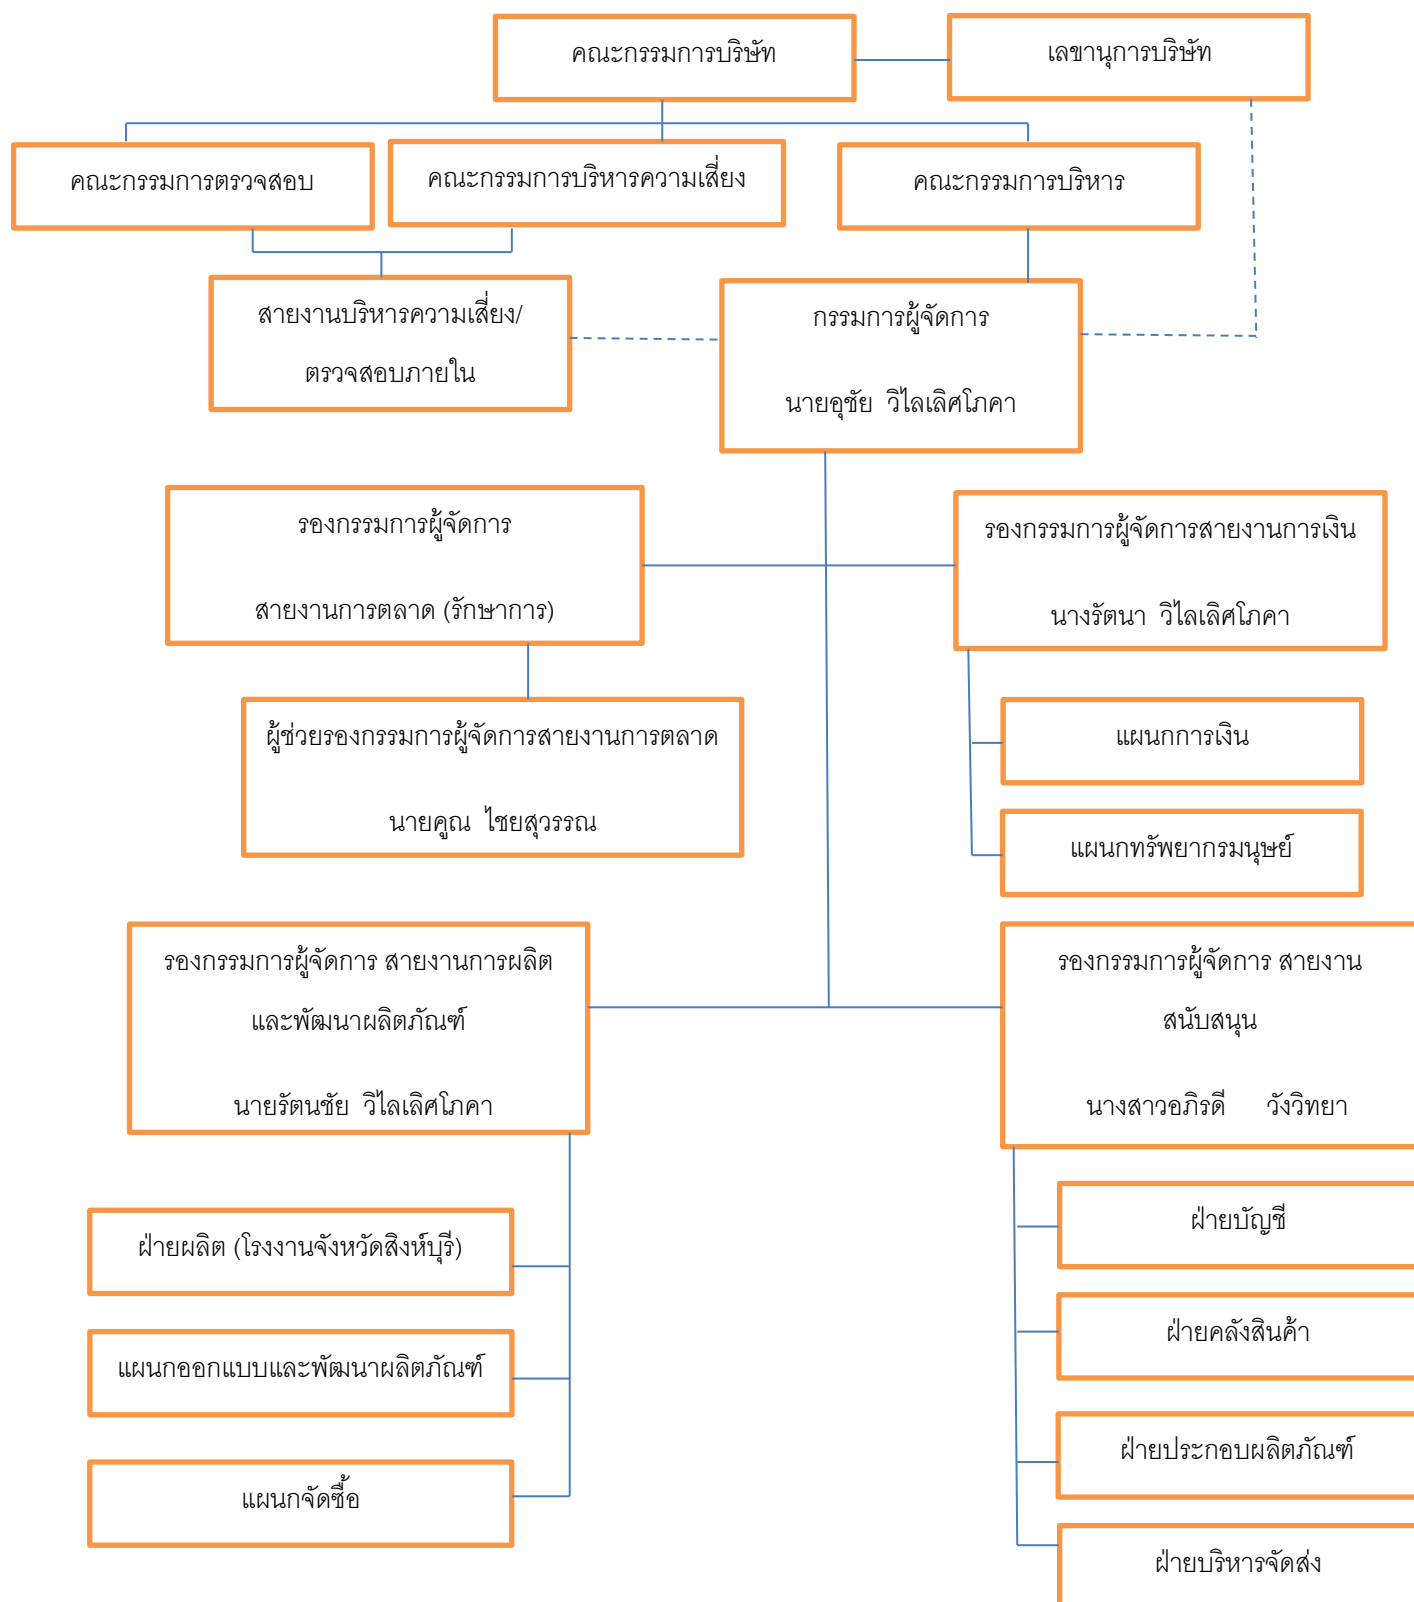 คณะกรรมการบริษัท
เลขานุการบริษัท
คณะกรรมการตรวจสอบ
คณะกรรมการบริหารความเสี่ยง
คณะกรรมการบริหาร
สายงานบริหารความเสี่ยง/
ตรวจสอบภายใน
กรรมการผู้จัดการ
นายอุชัย วิไลเลิศโภคา
รองกรรมการผู้จัดการ
สายงานการตลาด (รักษาการ)
รองกรรมการผู้จัดการสายงานการเงิน
นางรัตนา วิไลเลิศโภคา
ผู้ช่วยรองกรรมการผู้จัดการสายงานการตลาด
นายคูณ ไชยสุวรรณ
แผนกการเงิน
แผนกทรัพยากรมนุษย์
รองกรรมการผู้จัดการ สายงานการผลิต
และพัฒนาผลิตภัณฑ์
นายรัตนชัย วิไลเลิศโภคา
รองกรรมการผู้จัดการ สายงาน
สนับสนุน
นางสาวอภิรดี วังวิทยา
ฝ่ายผลิต (โรงงานจังหวัดสิงห์บุรี)
แผนกออกแบบและพัฒนาผลิตภัณฑ์
แผนกจัดซื้อ
ฝ่ายบัญชี
ฝ่ายคลังสินค้า
ฝ่ายประกอบผลิตภัณฑ์
ฝ่ายบริหารจัดส่ง